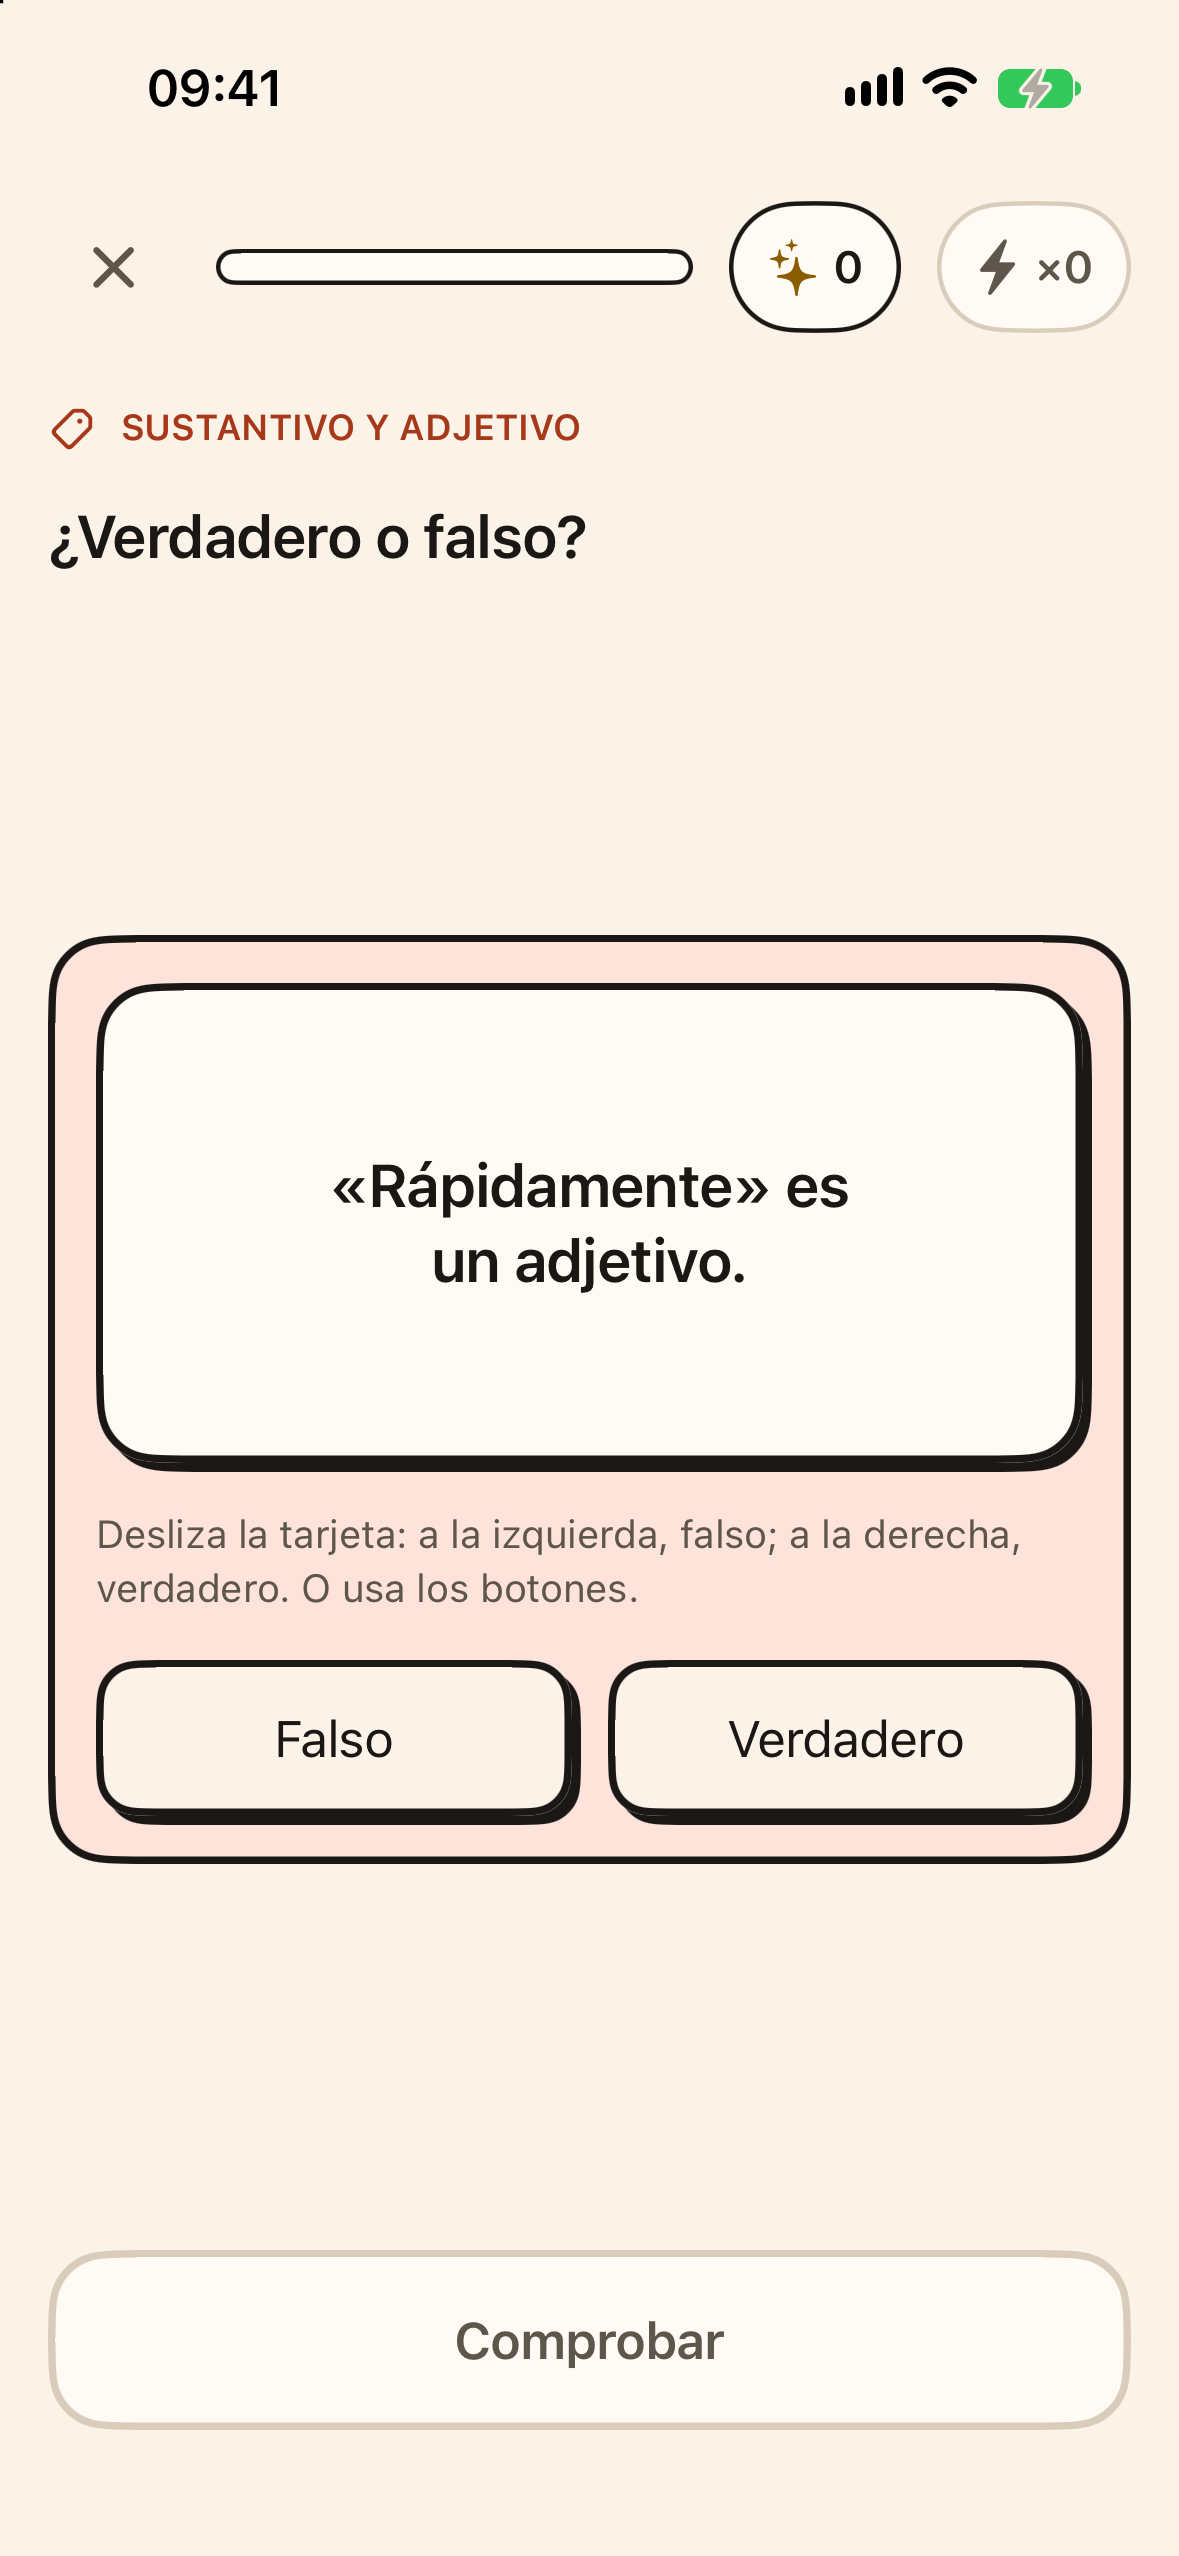 09:41
0
×0
SUSTANTIVO Y ADJETIVO
¿Verdadero o falso?
«Rápidamente» es
un adjetivo.
Desliza la tarjeta: a la izquierda, falso; a la derecha,
verdadero. O usa los botones.
Falso
Verdadero
Comprobar